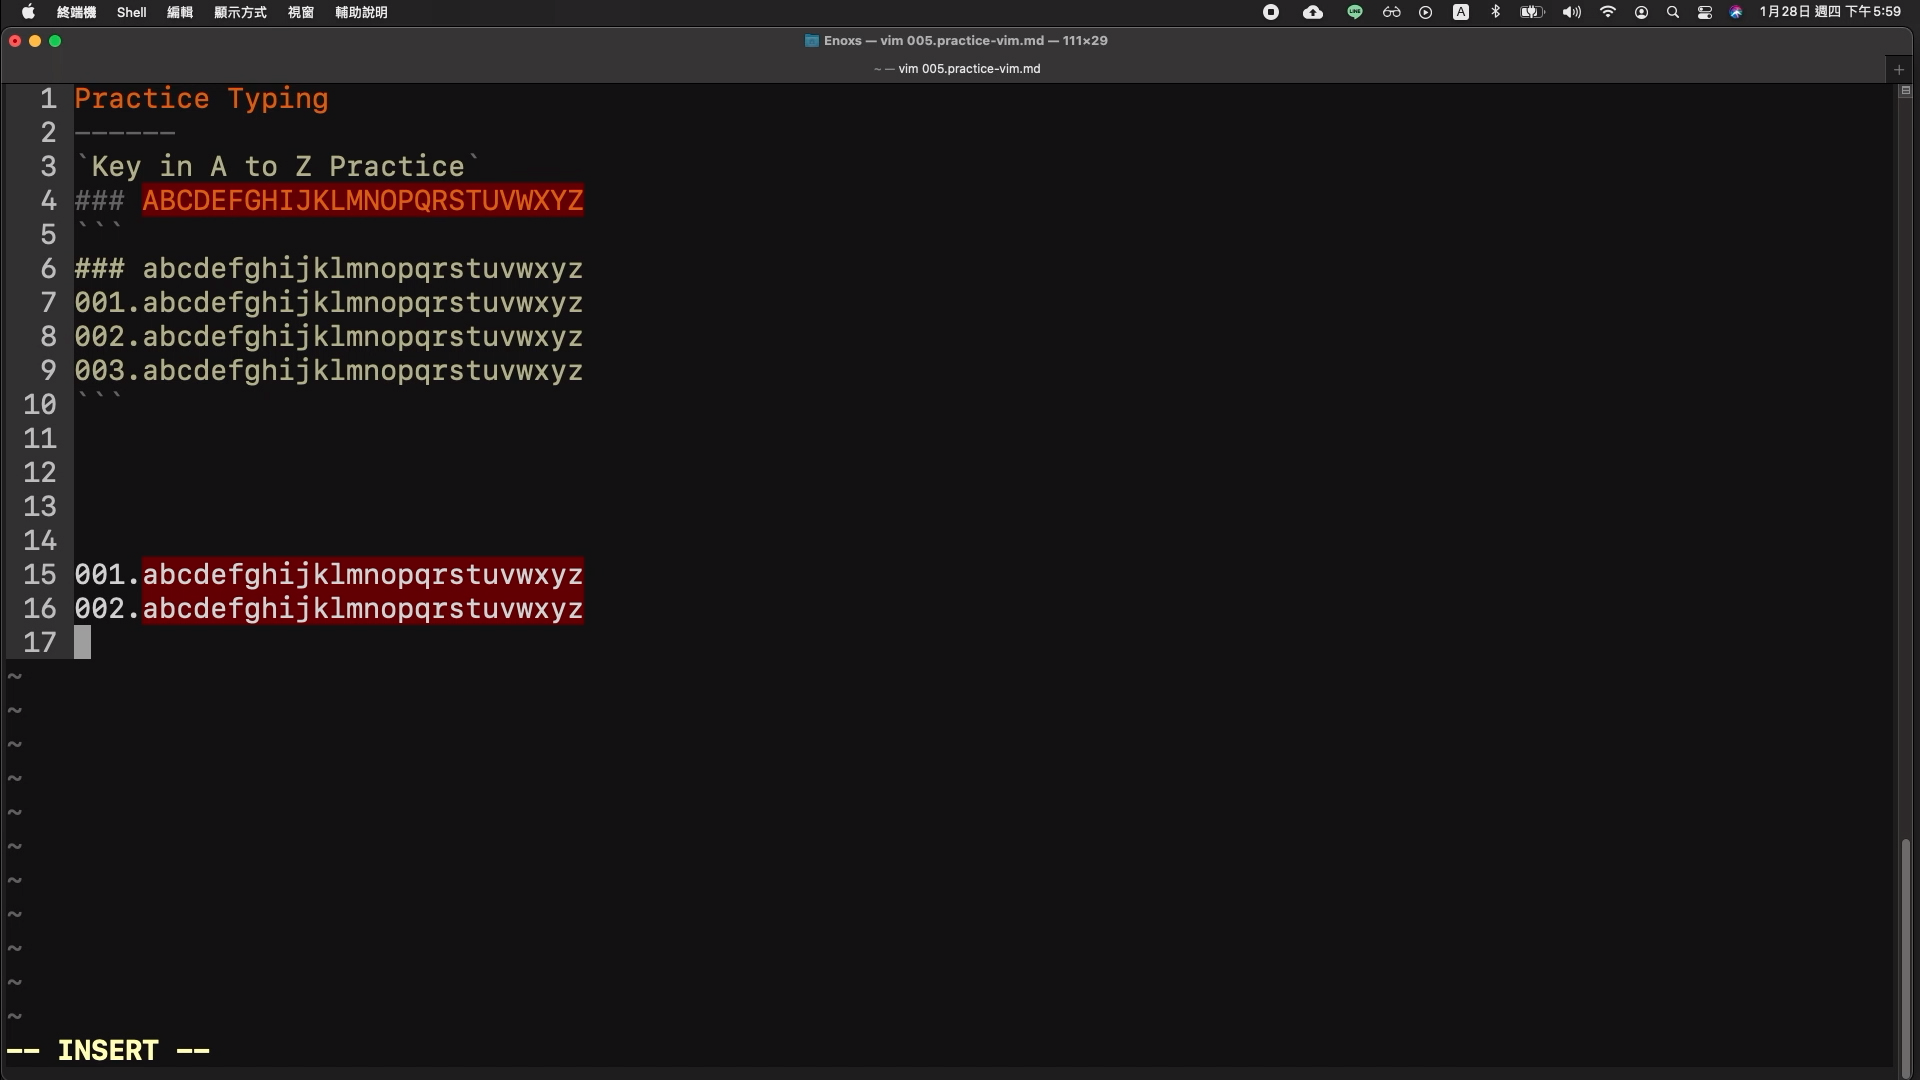 終端機 Shell 編輯 顯示方式 視窗 輔助說明 LINE A 1月28日 週四 下午5:59
Enoxs — vim 005.practice-vim.md — 111×29
~ — vim 005.practice-vim.md +
1 Practice Typing
2 ------
3 `Key in A to Z Practice`
4 ### ABCDEFGHIJKLMNOPQRSTUVWXYZ
5 ```
6 ### abcdefghijklmnopqrstuvwxyz
7 001.abcdefghijklmnopqrstuvwxyz
8 002.abcdefghijklmnopqrstuvwxyz
9 003.abcdefghijklmnopqrstuvwxyz
10 ```
11
12
13
14
15 001.abcdefghijklmnopqrstuvwxyz
16 002.abcdefghijklmnopqrstuvwxyz
17
~
~
~
~
~
~
~
~
~
~
~
-- INSERT --